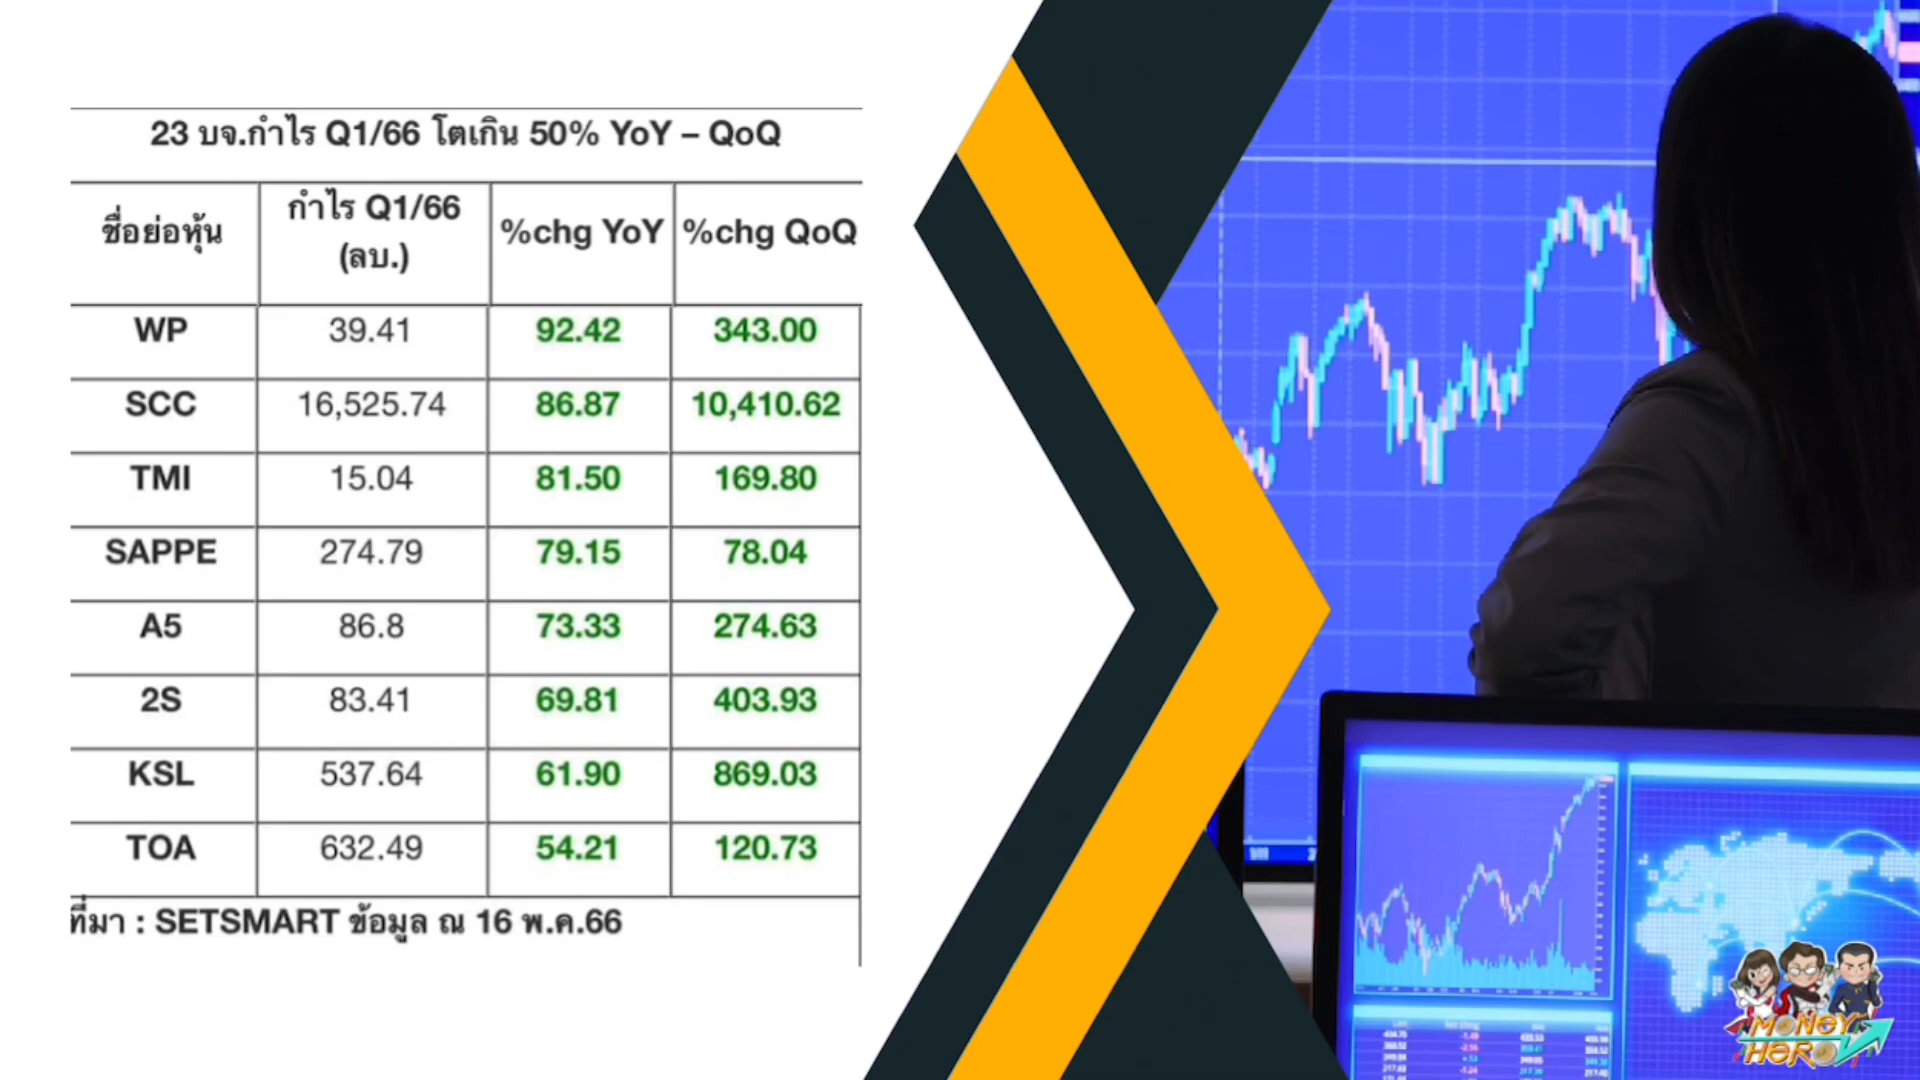 23 บจ.กำไร Q1/66 โตเกิน 50% YoY – QoQ
ชื่อย่อหุ้น กำไร Q1/66 (ลบ.) %chg YoY %chg QoQ
WP 39.41 92.42 343.00
SCC 16,525.74 86.87 10,410.62
TMI 15.04 81.50 169.80
SAPPE 274.79 79.15 78.04
A5 86.8 73.33 274.63
2S 83.41 69.81 403.93
KSL 537.64 61.90 869.03
TOA 632.49 54.21 120.73
ที่มา : SETSMART ข้อมูล ณ 16 พ.ค.66
MONEY
HERO